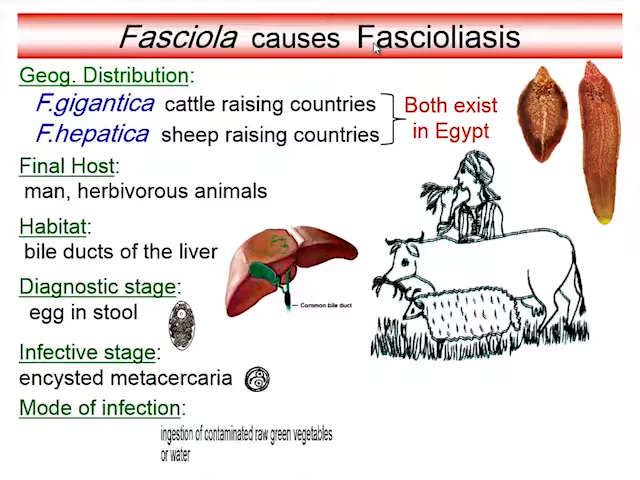 Fasciola causes Fascioliasis
Geog. Distribution:
F.gigantica cattle raising countries
F.hepatica sheep raising countries
Both exist
in Egypt
Final Host:
man, herbivorous animals
Habitat:
bile ducts of the liver
Common bile duct
Diagnostic stage:
egg in stool
Infective stage:
encysted metacercaria
Mode of infection:
ingestion of contaminated raw green vegetables
or water